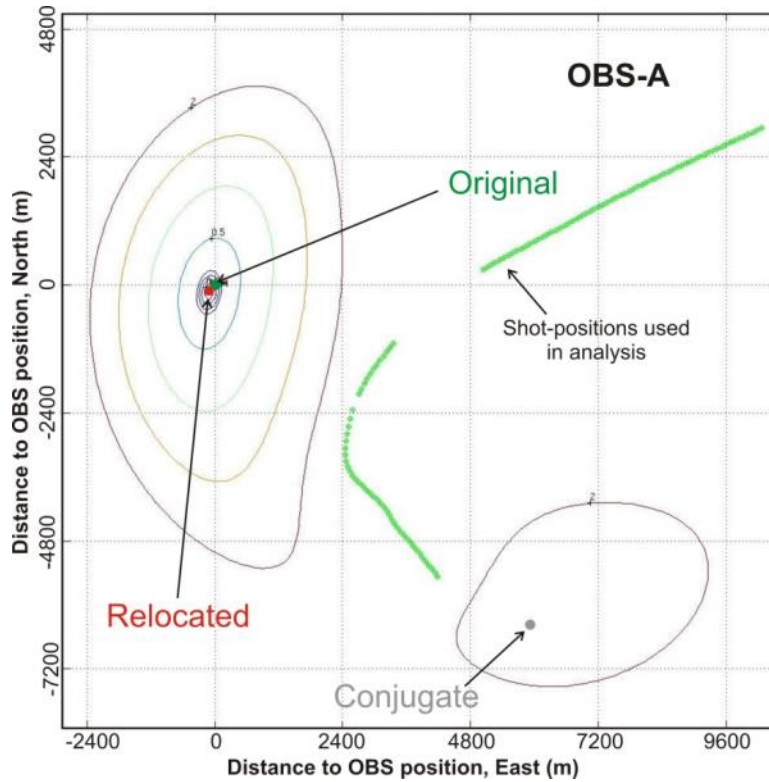 4800
2400
0
-2400
-4800
-7200
Distance to OBS position, North (m)
OBS-A
2
0.5
Original
Shot-positions used
in analysis
Relocated
2
Conjugate
-2400 0 2400 4800 7200 9600
Distance to OBS position, East (m)